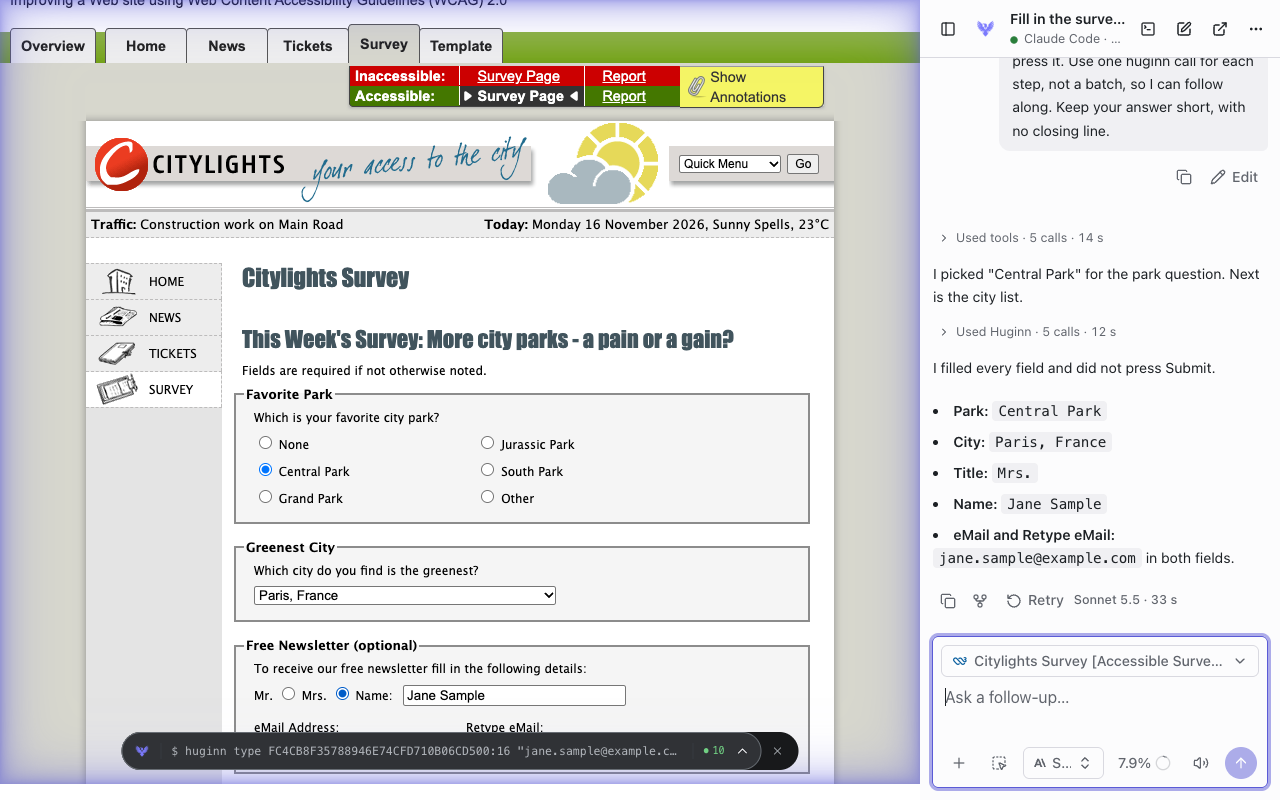 Improving a Web site using Web Content Accessibility Guidelines (WCAG) 2.0
Overview
Home
News
Tickets
Survey
Template
Inaccessible: Survey Page Report
Accessible: Survey Page Report
Show
Annotations
CITYLIGHTS your access to the city
Quick Menu Go
Traffic: Construction work on Main Road
Today: Monday 16 November 2026, Sunny Spells, 23°C
HOME
NEWS
TICKETS
SURVEY
Citylights Survey
This Week's Survey: More city parks - a pain or a gain?
Fields are required if not otherwise noted.
Favorite Park
Which is your favorite city park?
None Jurassic Park
Central Park South Park
Grand Park Other
Greenest City
Which city do you find is the greenest?
Paris, France
Free Newsletter (optional)
To receive our free newsletter fill in the following details:
Mr. Mrs. Name: Jane Sample
eMail Address: Retype eMail:
$ huginn type FC4CB8F35788946E74CFD710B06CD500:16 "jane.sample@example.c… 10
Fill in the surve...
Claude Code · ...
press it. Use one huginn call for each
step, not a batch, so I can follow
along. Keep your answer short, with
no closing line.
Edit
Used tools · 5 calls · 14 s
I picked "Central Park" for the park question. Next
is the city list.
Used Huginn · 5 calls · 12 s
I filled every field and did not press Submit.
Park: Central Park
City: Paris, France
Title: Mrs.
Name: Jane Sample
eMail and Retype eMail:
jane.sample@example.com in both fields.
Retry Sonnet 5.5 · 33 s
Citylights Survey [Accessible Surve...
Ask a follow-up...
S... 7.9%